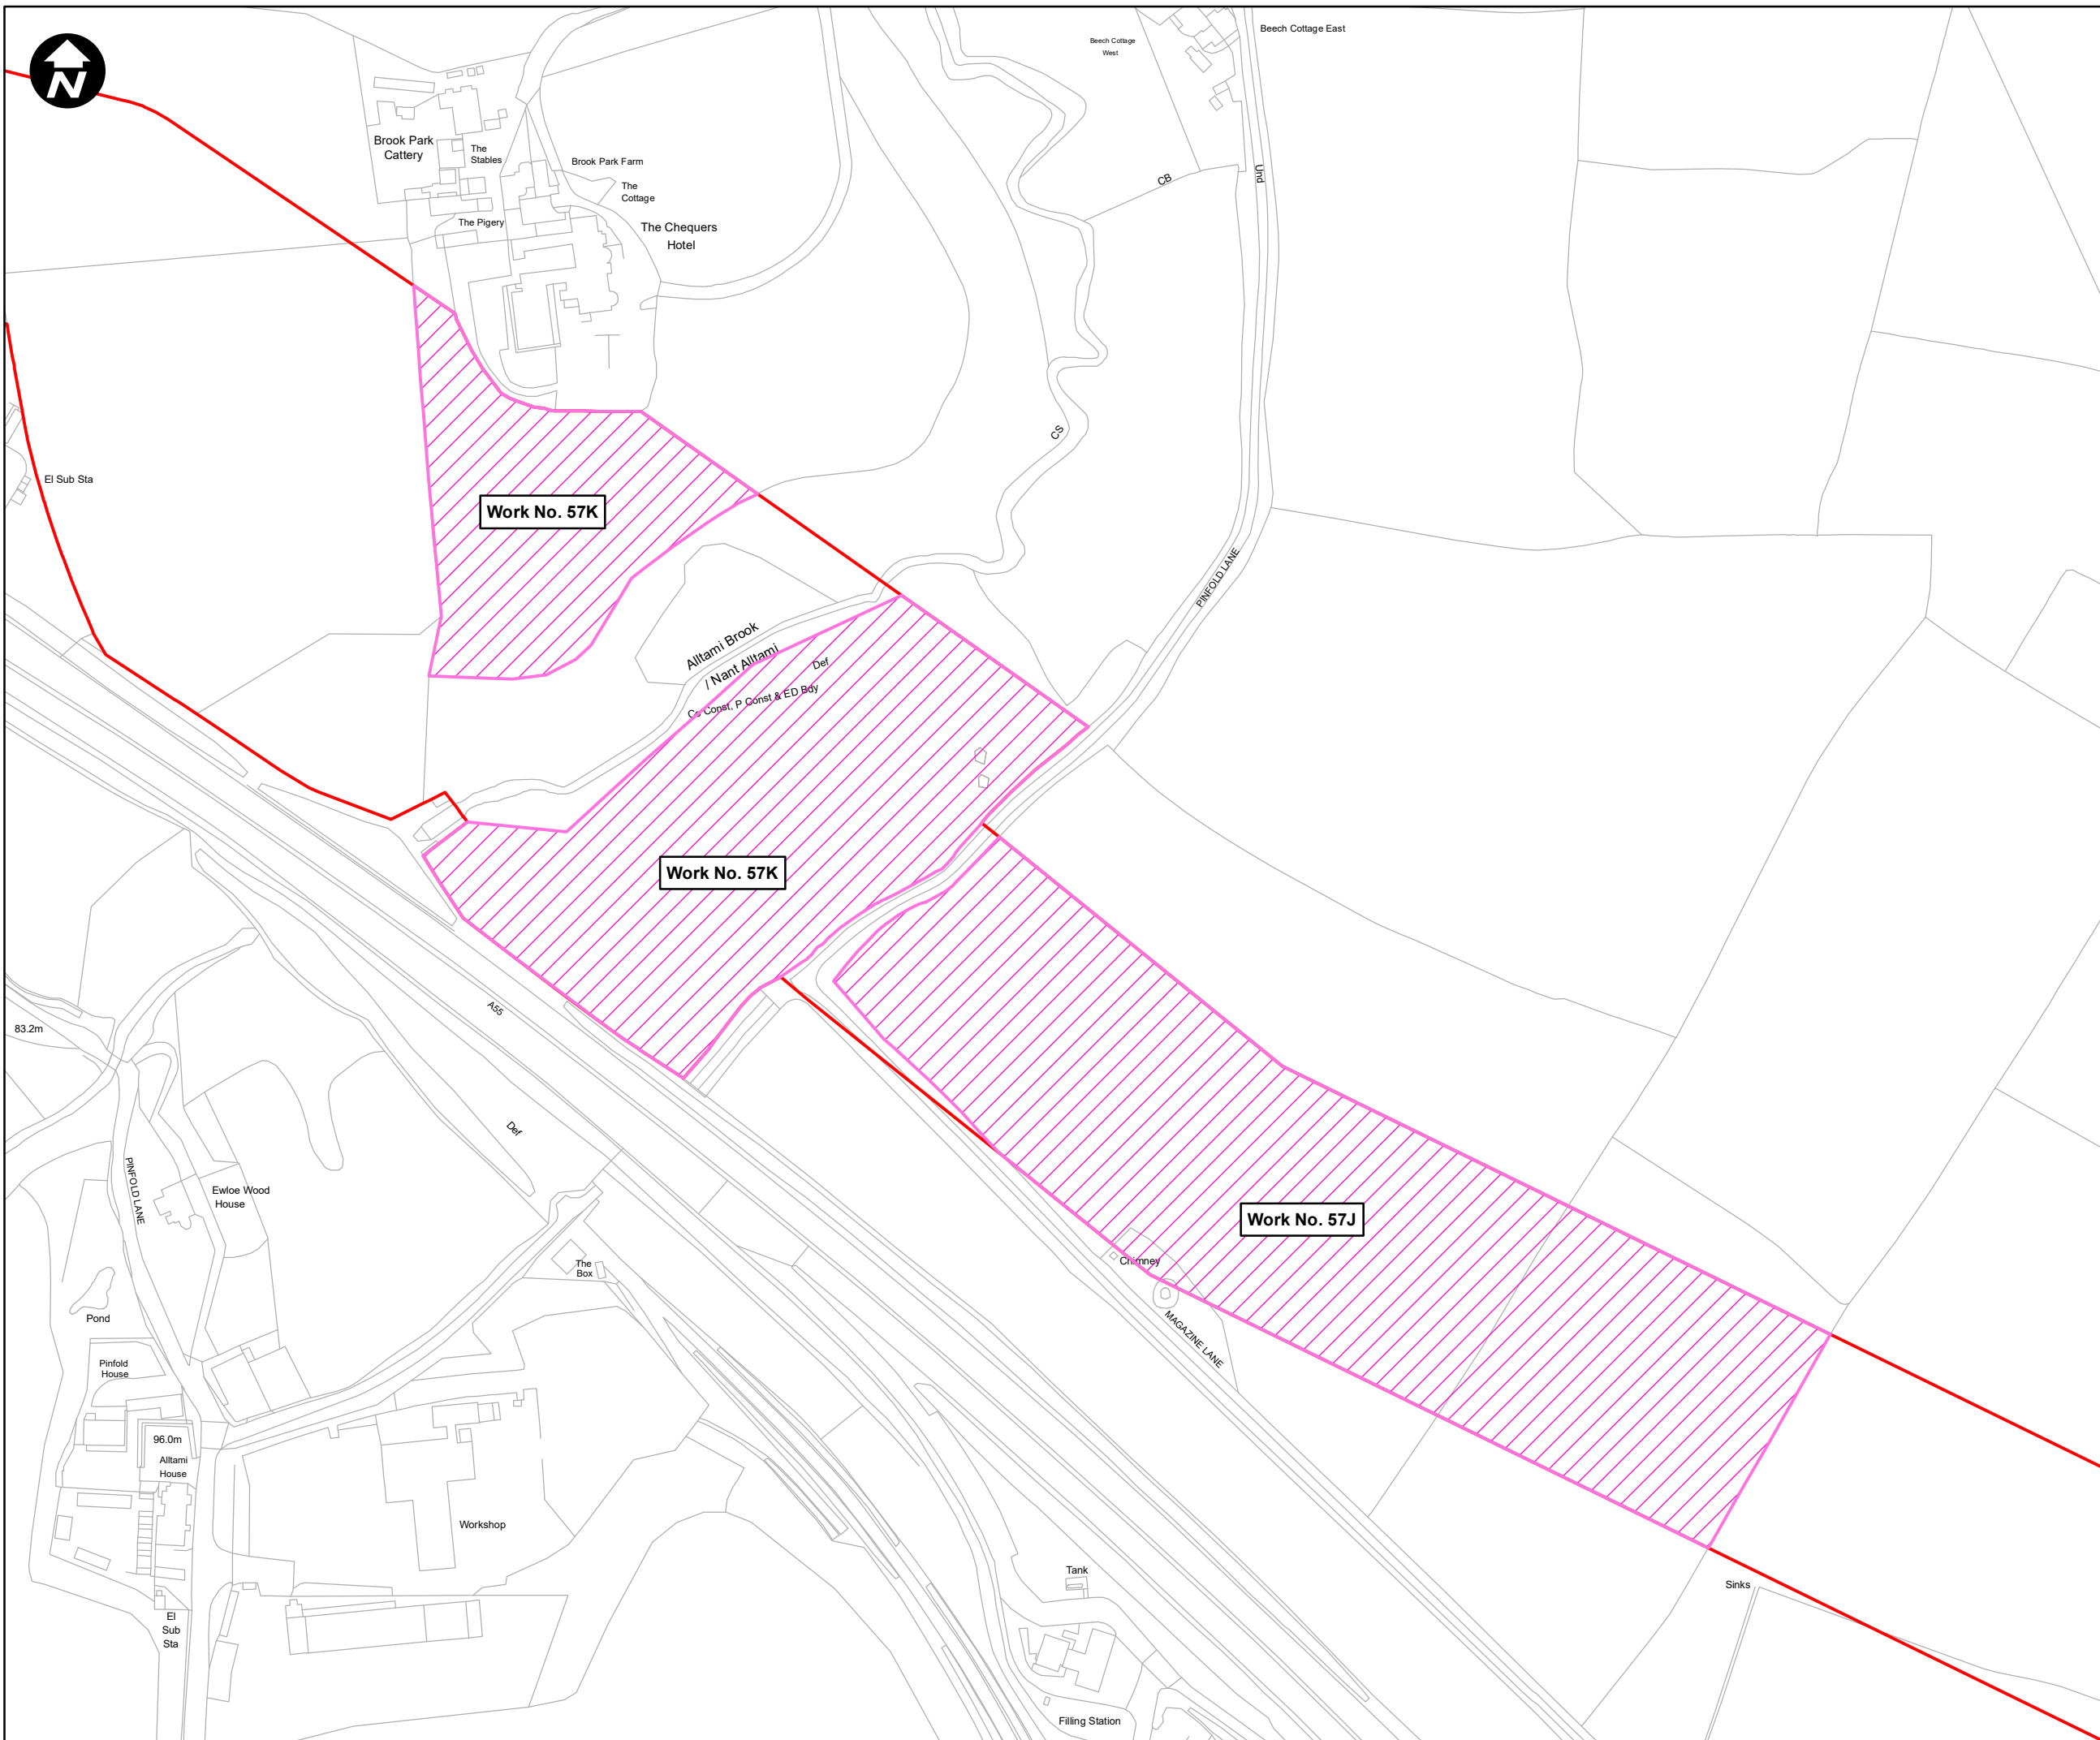 N
Beech Cottage East
Beech Cottage
West
Brook Park
Cattery
The
Stables
Brook Park Farm
The
Cottage
The Pigery
The Chequers
Hotel
CB
Und
CS
El Sub Sta
Work No. 57K
PINFOLD LANE
Alltami Brook
/ Nant Alltami
Def
Co Const, P Const & ED Bdy
Work No. 57K
A55
83.2m
Def
PINFOLD LANE
Ewloe Wood
House
The
Box
Work No. 57J
Chimney
MAGAZINE LANE
Pond
Pinfold
House
96.0m
Alltami
House
Workshop
El
Sub
Sta
Tank
Sinks
Filling Station